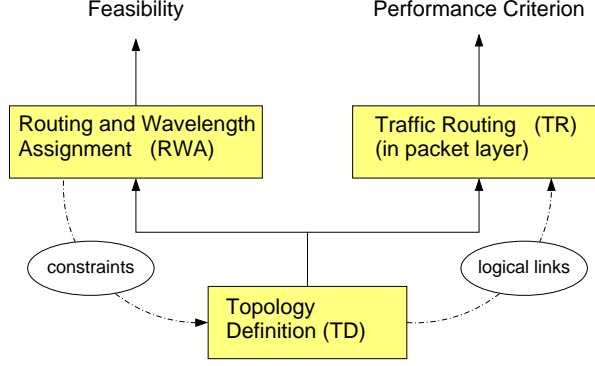 Feasibility
Performance Criterion
Routing and Wavelength
Assignment (RWA)
Traffic Routing (TR)
(in packet layer)
constraints
logical links
Topology
Definition (TD)